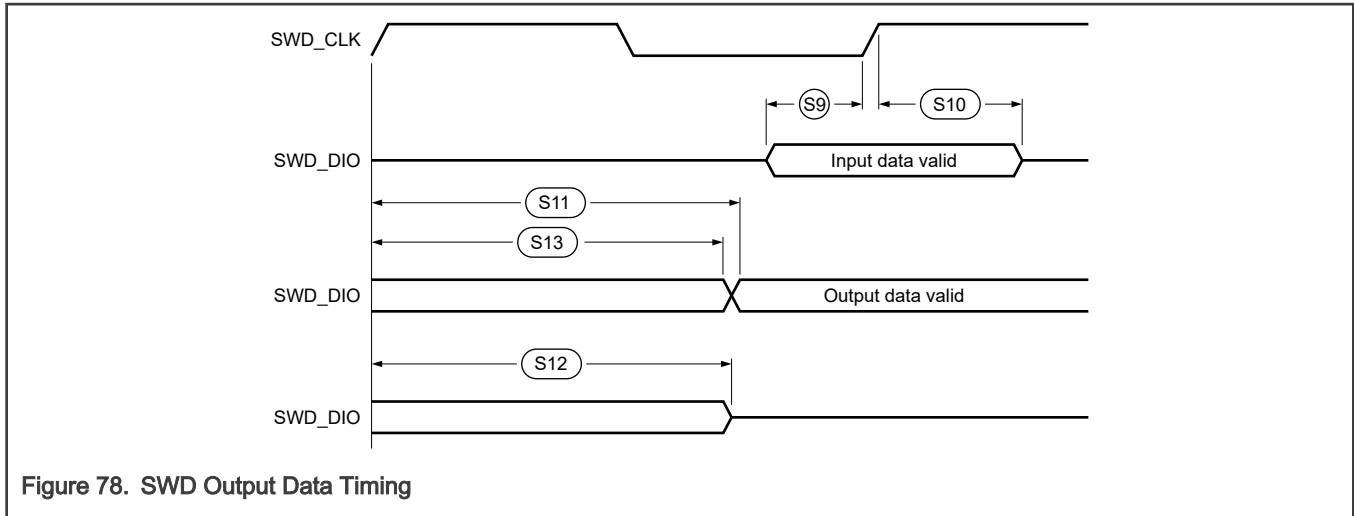 SWD_CLK
S9
S10
SWD_DIO
Input data valid
S11
S13
SWD_DIO
Output data valid
S12
SWD_DIO
Figure 78. SWD Output Data Timing